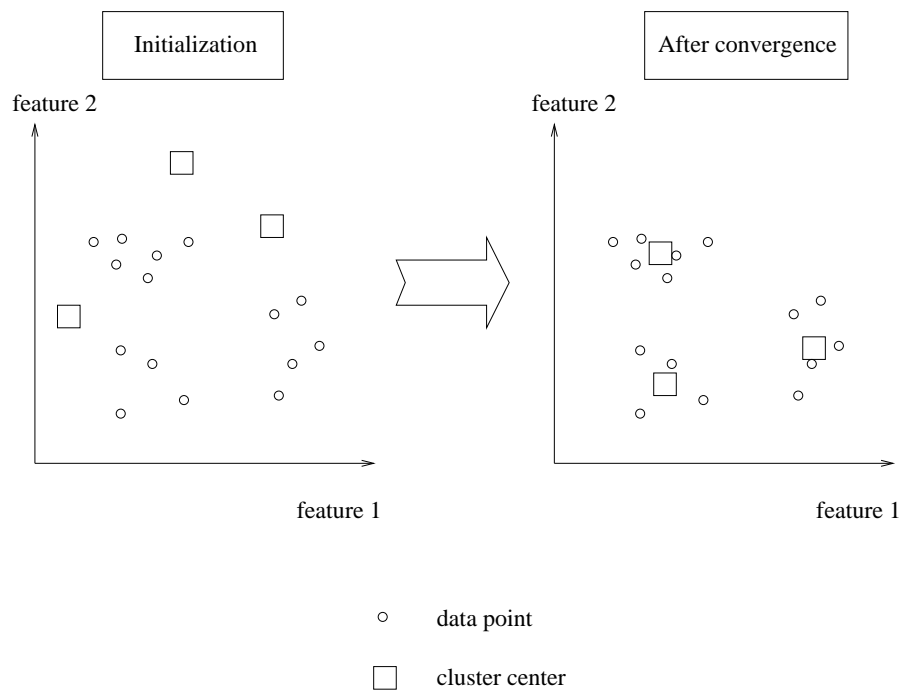 Initialization
After convergence
feature 2
feature 2
feature 1
feature 1
data point
cluster center